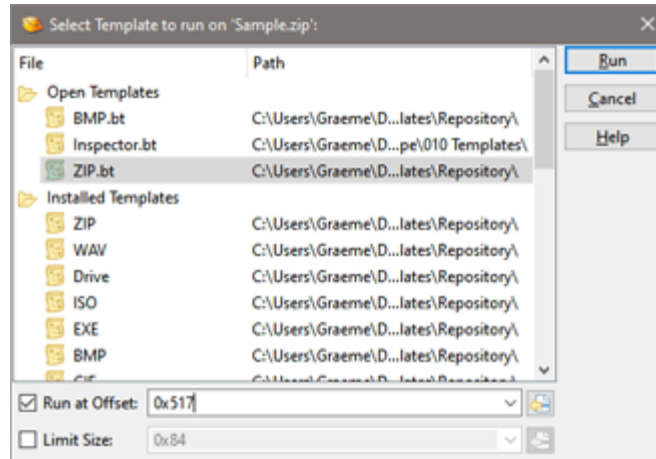 Select Template to run on 'Sample.zip':
File Path
Open Templates
BMP.bt C:\Users\Graeme\D...lates\Repository\
Inspector.bt C:\Users\Graeme\D...pe\010 Templates\
ZIP.bt C:\Users\Graeme\D...lates\Repository\
Installed Templates
ZIP C:\Users\Graeme\D...lates\Repository\
WAV C:\Users\Graeme\D...lates\Repository\
Drive C:\Users\Graeme\D...lates\Repository\
ISO C:\Users\Graeme\D...lates\Repository\
EXE C:\Users\Graeme\D...lates\Repository\
BMP C:\Users\Graeme\D...lates\Repository\
Run at Offset: 0x517
Limit Size: 0x84
Run
Cancel
Help